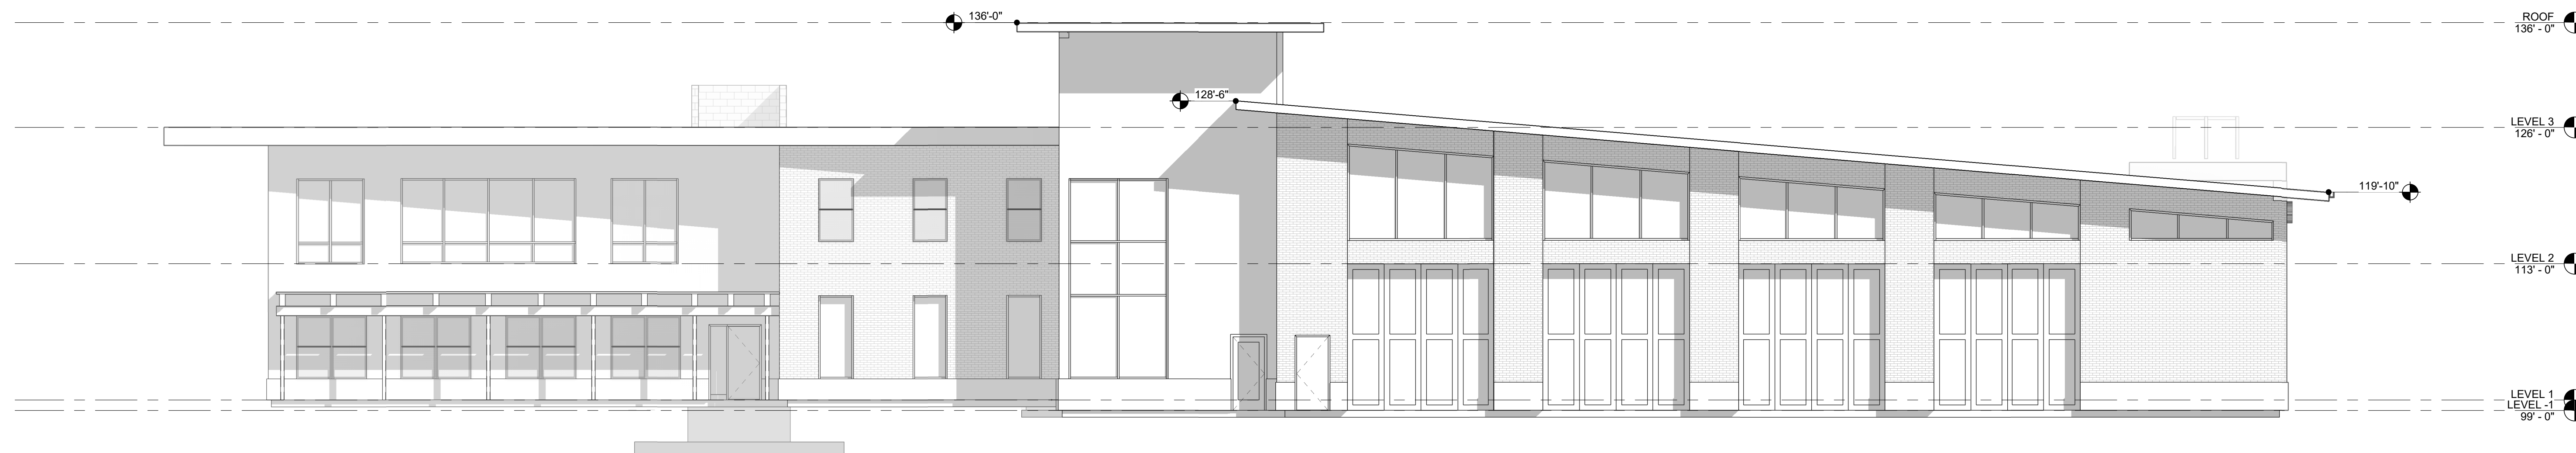 136'-0"
ROOF
136' - 0"
128'-6"
LEVEL 3
126' - 0"
119'-10"
LEVEL 2
113' - 0"
LEVEL 1
LEVEL -1
99' - 0"